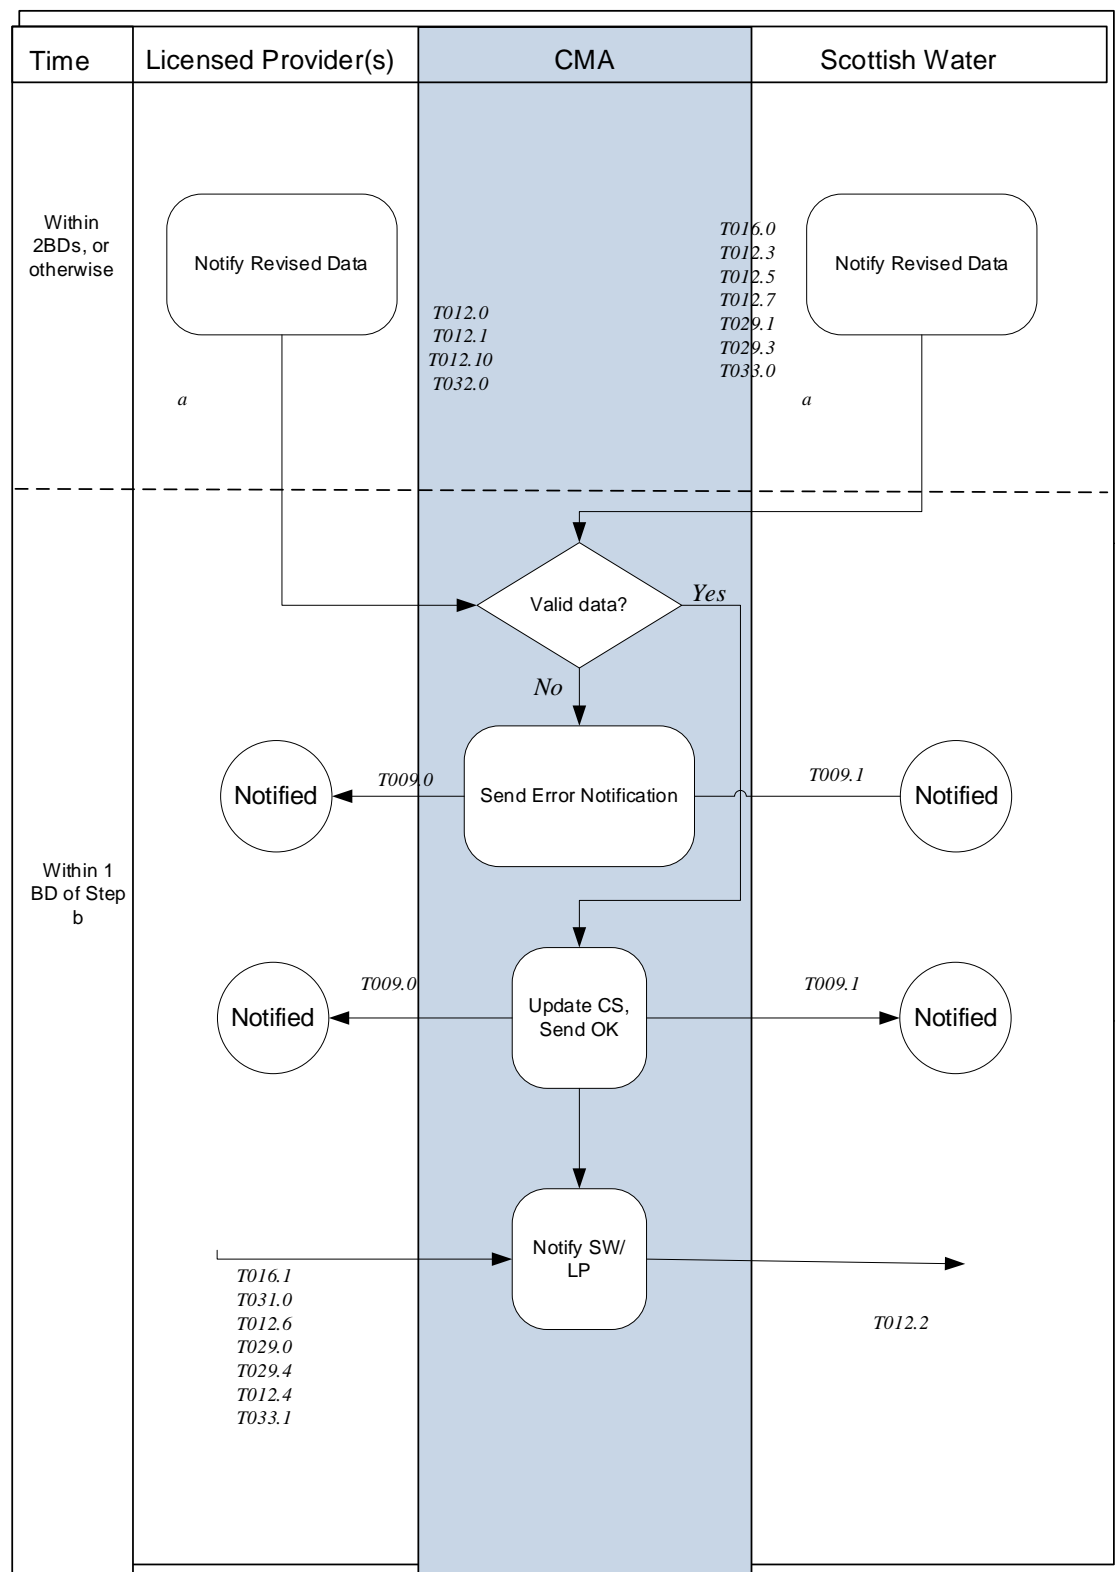 Time
Licensed Provider(s)
CMA
Scottish Water
Within
2BDs, or
otherwise
Notify Revised Data
T012.0
T012.1
T012.10
T032.0
T016.0
T012.3
T012.5
T012.7
T029.1
T029.3
T033.0
Notify Revised Data
a
a
Valid data?
Yes
No
Within 1
BD of Step
b
Notified
T009.0
Send Error Notification
T009.1
Notified
Notified
T009.0
Update CS,
Send OK
T009.1
Notified
Notify SW/
LP
T016.1
T031.0
T012.6
T029.0
T029.4
T012.4
T033.1
T012.2